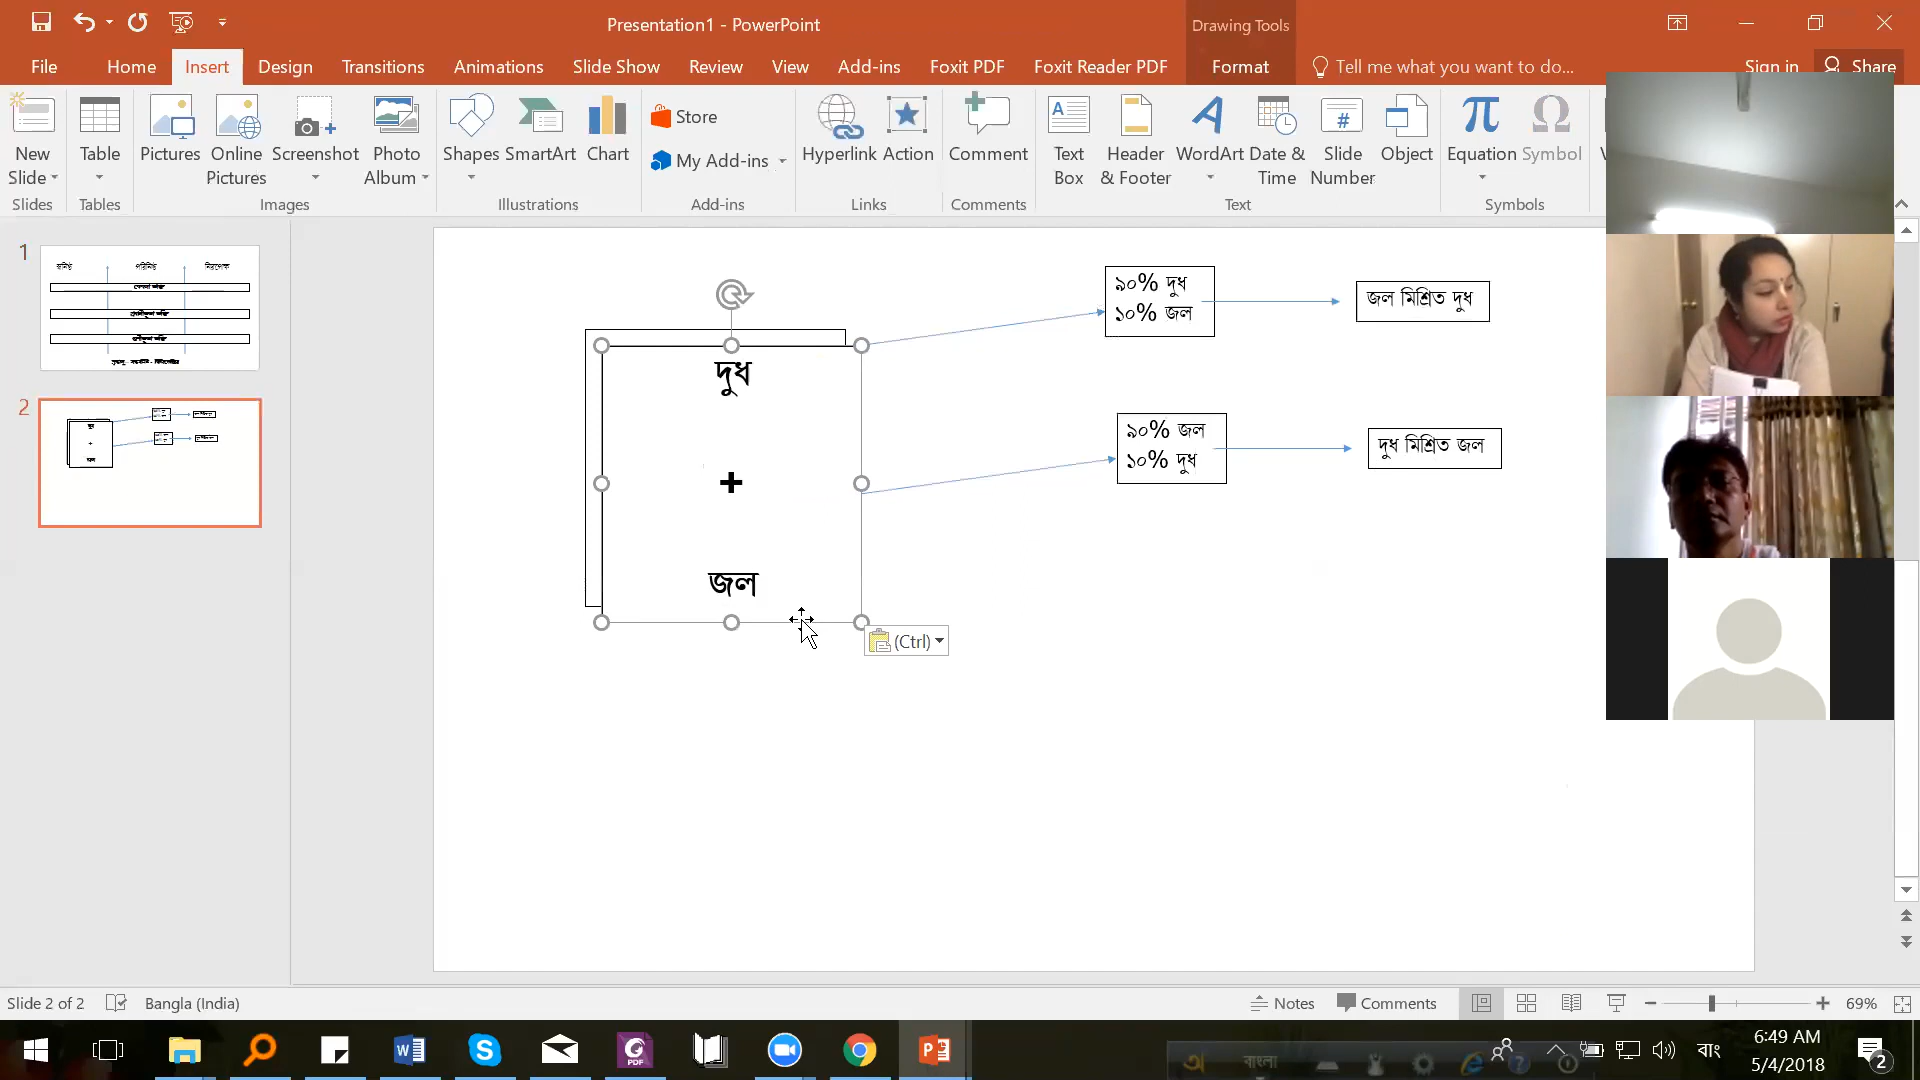 Presentation1 - PowerPoint
Drawing Tools
File
Home
Insert
Design
Transitions
Animations
Slide Show
Review
View
Add-ins
Foxit PDF
Foxit Reader PDF
Format
Tell me what you want to do...
Sign in
Share
New Slide
Table
Pictures
Online Pictures
Screenshot
Photo Album
Shapes
SmartArt
Chart
Store
My Add-ins
Hyperlink
Action
Comment
Text Box
Header & Footer
WordArt
Date & Time
Slide Number
Object
Equation
Symbol
Slides
Tables
Images
Illustrations
Add-ins
Links
Comments
Text
Symbols
1
2
দুধ
+
জল
৯০% দুধ
১০% জল
জল মিশ্রিত দুধ
৯০% জল
১০% দুধ
দুধ মিশ্রিত জল
(Ctrl)
Slide 2 of 2
Bangla (India)
Notes
Comments
69%
বাং
6:49 AM
5/4/2018
2